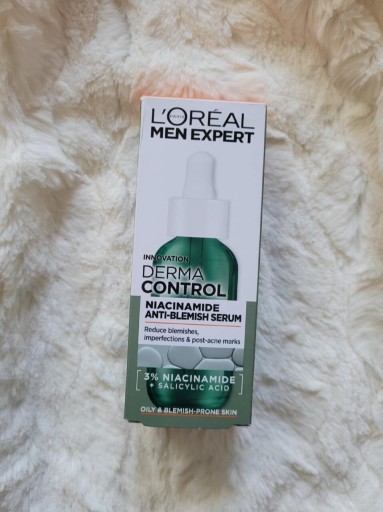 L'ORÉAL
MEN EXPERT
INNOVATION
DERMA
CONTROL
NIACINAMIDE
ANTI-BLEMISH SERUM
Reduce blemishes,
imperfections & post-acne marks
[ 3% NIACINAMIDE
+ SALICYLIC ACID ]
OILY & BLEMISH-PRONE SKIN